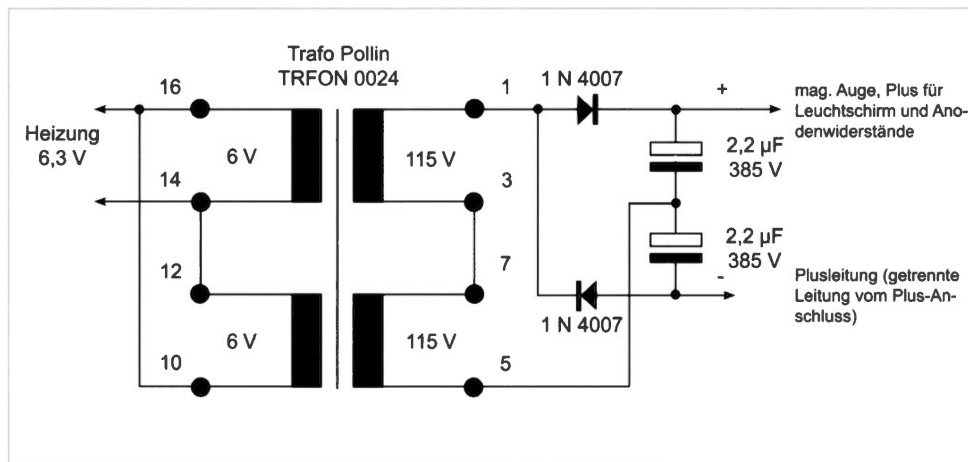 Trafo Pollin
TRFON 0024
16
1
1 N 4007
+
mag. Auge, Plus für
Leuchtschirm und Ano-
denwiderstände
Heizung
6,3 V
6 V
115 V
2,2 µF
385 V
14
3
12
7
2,2 µF
385 V
-
Plusleitung (getrennte
Leitung vom Plus-An-
schluss)
1 N 4007
6 V
115 V
10
5